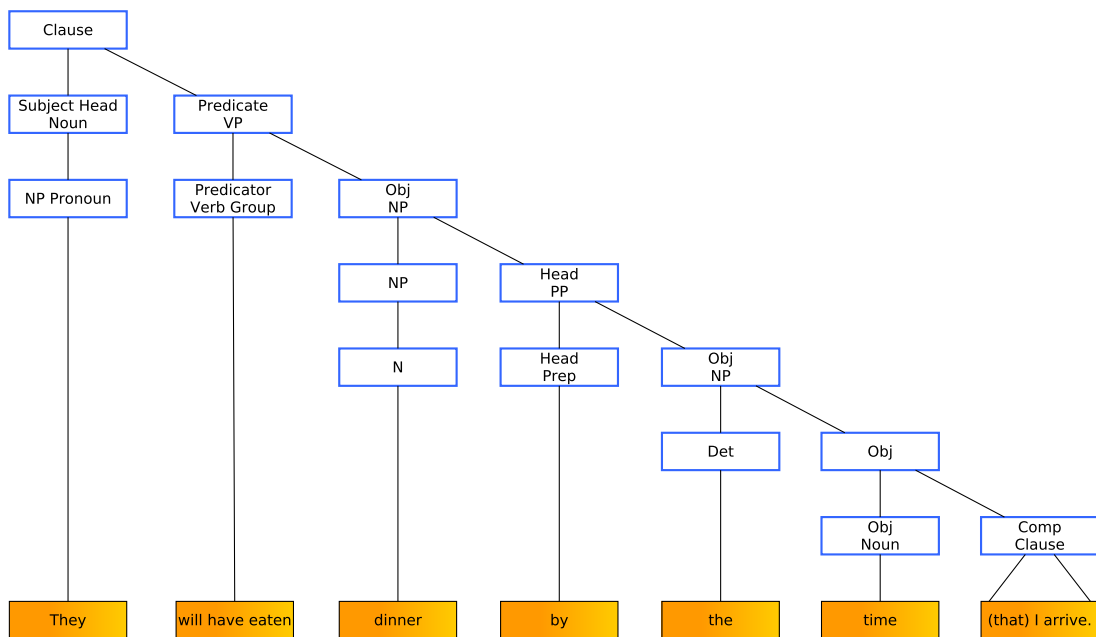 Clause
Subject Head
Noun
Predicate
VP
NP Pronoun
Predicator
Verb Group
Obj
NP
NP
Head
PP
N
Head
Prep
Obj
NP
Det
Obj
Obj
Noun
Comp
Clause
They
will have eaten
dinner
by
the
time
(that) I arrive.